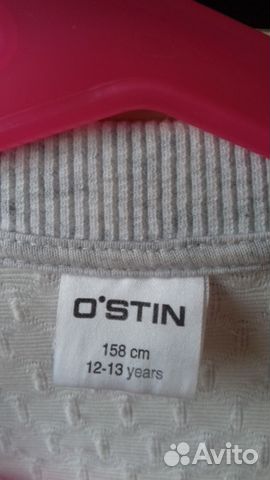 O'STIN
158 cm
12-13 years
Avito